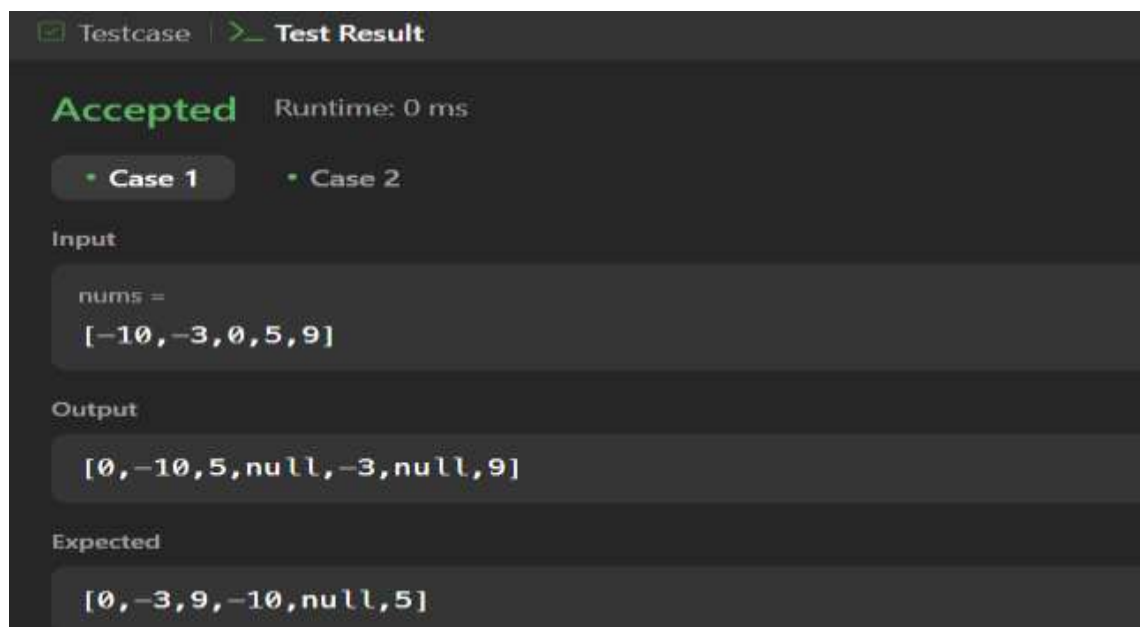 Testcase >_ Test Result
Accepted Runtime: 0 ms
• Case 1 • Case 2
Input
nums =
[-10,-3,0,5,9]
Output
[0,-10,5,null,-3,null,9]
Expected
[0,-3,9,-10,null,5]